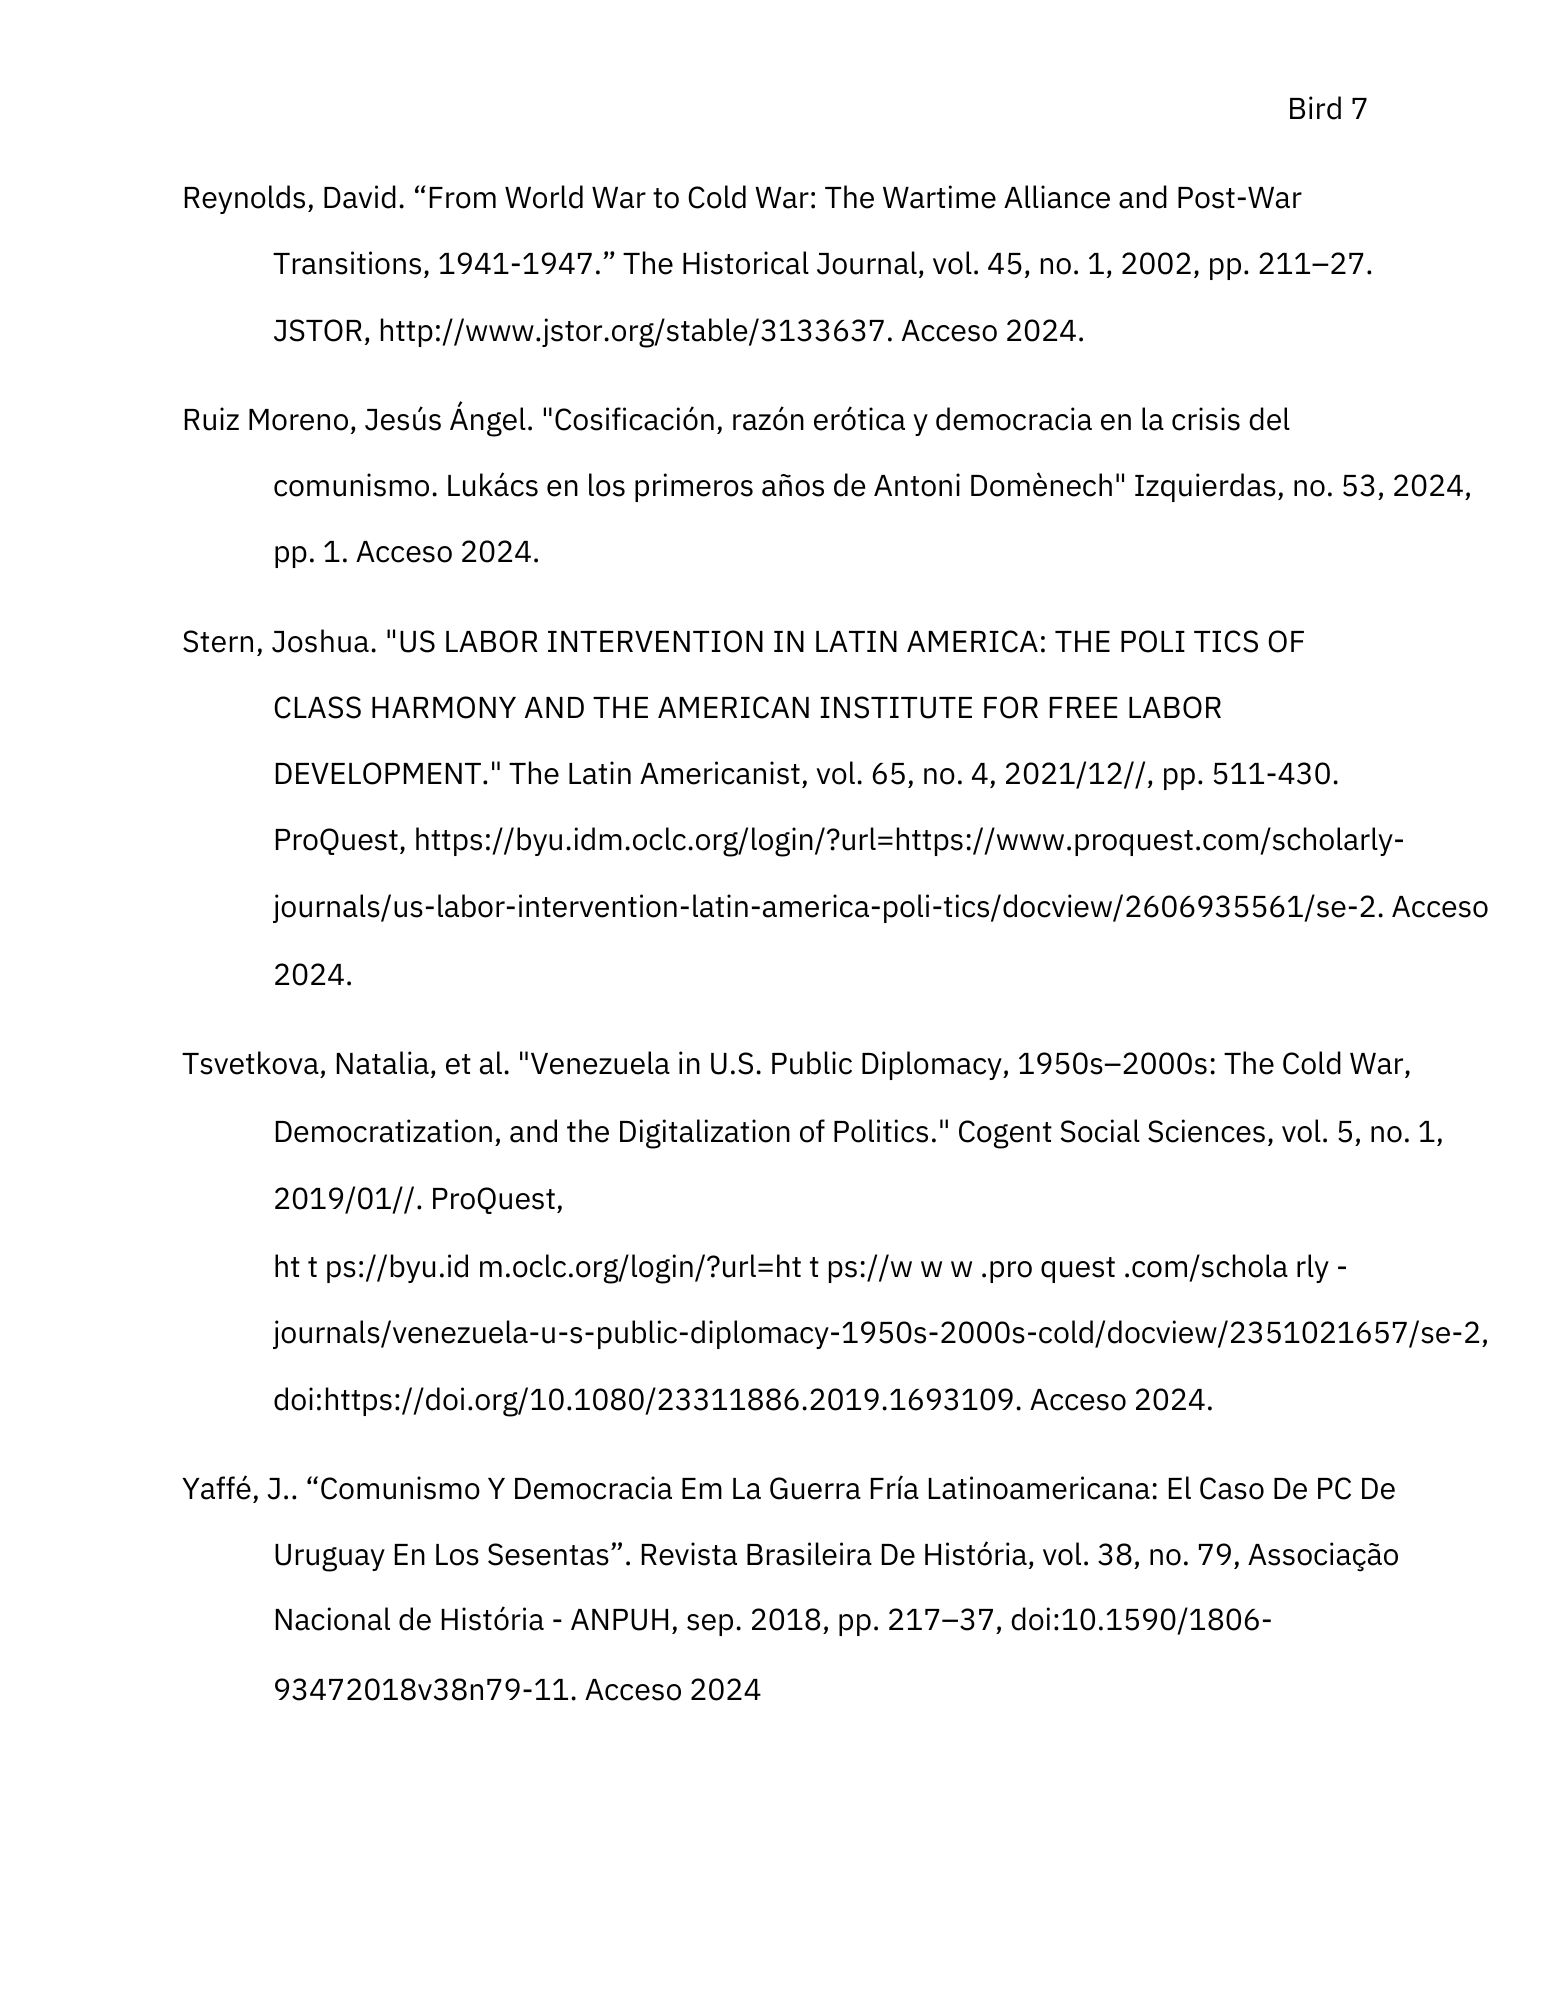 Bird 7
Reynolds, David. “From World War to Cold War: The Wartime Alliance and Post-War
Transitions, 1941-1947.” The Historical Journal, vol. 45, no. 1, 2002, pp. 211–27.
JSTOR, http://www.jstor.org/stable/3133637. Acceso 2024.
Ruiz Moreno, Jesús Ángel. "Cosificación, razón erótica y democracia en la crisis del
comunismo. Lukács en los primeros años de Antoni Domènech" Izquierdas, no. 53, 2024,
pp. 1. Acceso 2024.
Stern, Joshua. "US LABOR INTERVENTION IN LATIN AMERICA: THE POLI TICS OF
CLASS HARMONY AND THE AMERICAN INSTITUTE FOR FREE LABOR
DEVELOPMENT." The Latin Americanist, vol. 65, no. 4, 2021/12//, pp. 511-430.
ProQuest, https://byu.idm.oclc.org/login/?url=https://www.proquest.com/scholarly-
journals/us-labor-intervention-latin-america-poli-tics/docview/2606935561/se-2. Acceso
2024.
Tsvetkova, Natalia, et al. "Venezuela in U.S. Public Diplomacy, 1950s–2000s: The Cold War,
Democratization, and the Digitalization of Politics." Cogent Social Sciences, vol. 5, no. 1,
2019/01//. ProQuest,
ht t ps://byu.id m.oclc.org/login/?url=ht t ps://w w w .pro quest .com/schola rly -
journals/venezuela-u-s-public-diplomacy-1950s-2000s-cold/docview/2351021657/se-2,
doi:https://doi.org/10.1080/23311886.2019.1693109. Acceso 2024.
Yaffé, J.. “Comunismo Y Democracia Em La Guerra Fría Latinoamericana: El Caso De PC De
Uruguay En Los Sesentas”. Revista Brasileira De História, vol. 38, no. 79, Associação
Nacional de História - ANPUH, sep. 2018, pp. 217–37, doi:10.1590/1806-
93472018v38n79-11. Acceso 2024